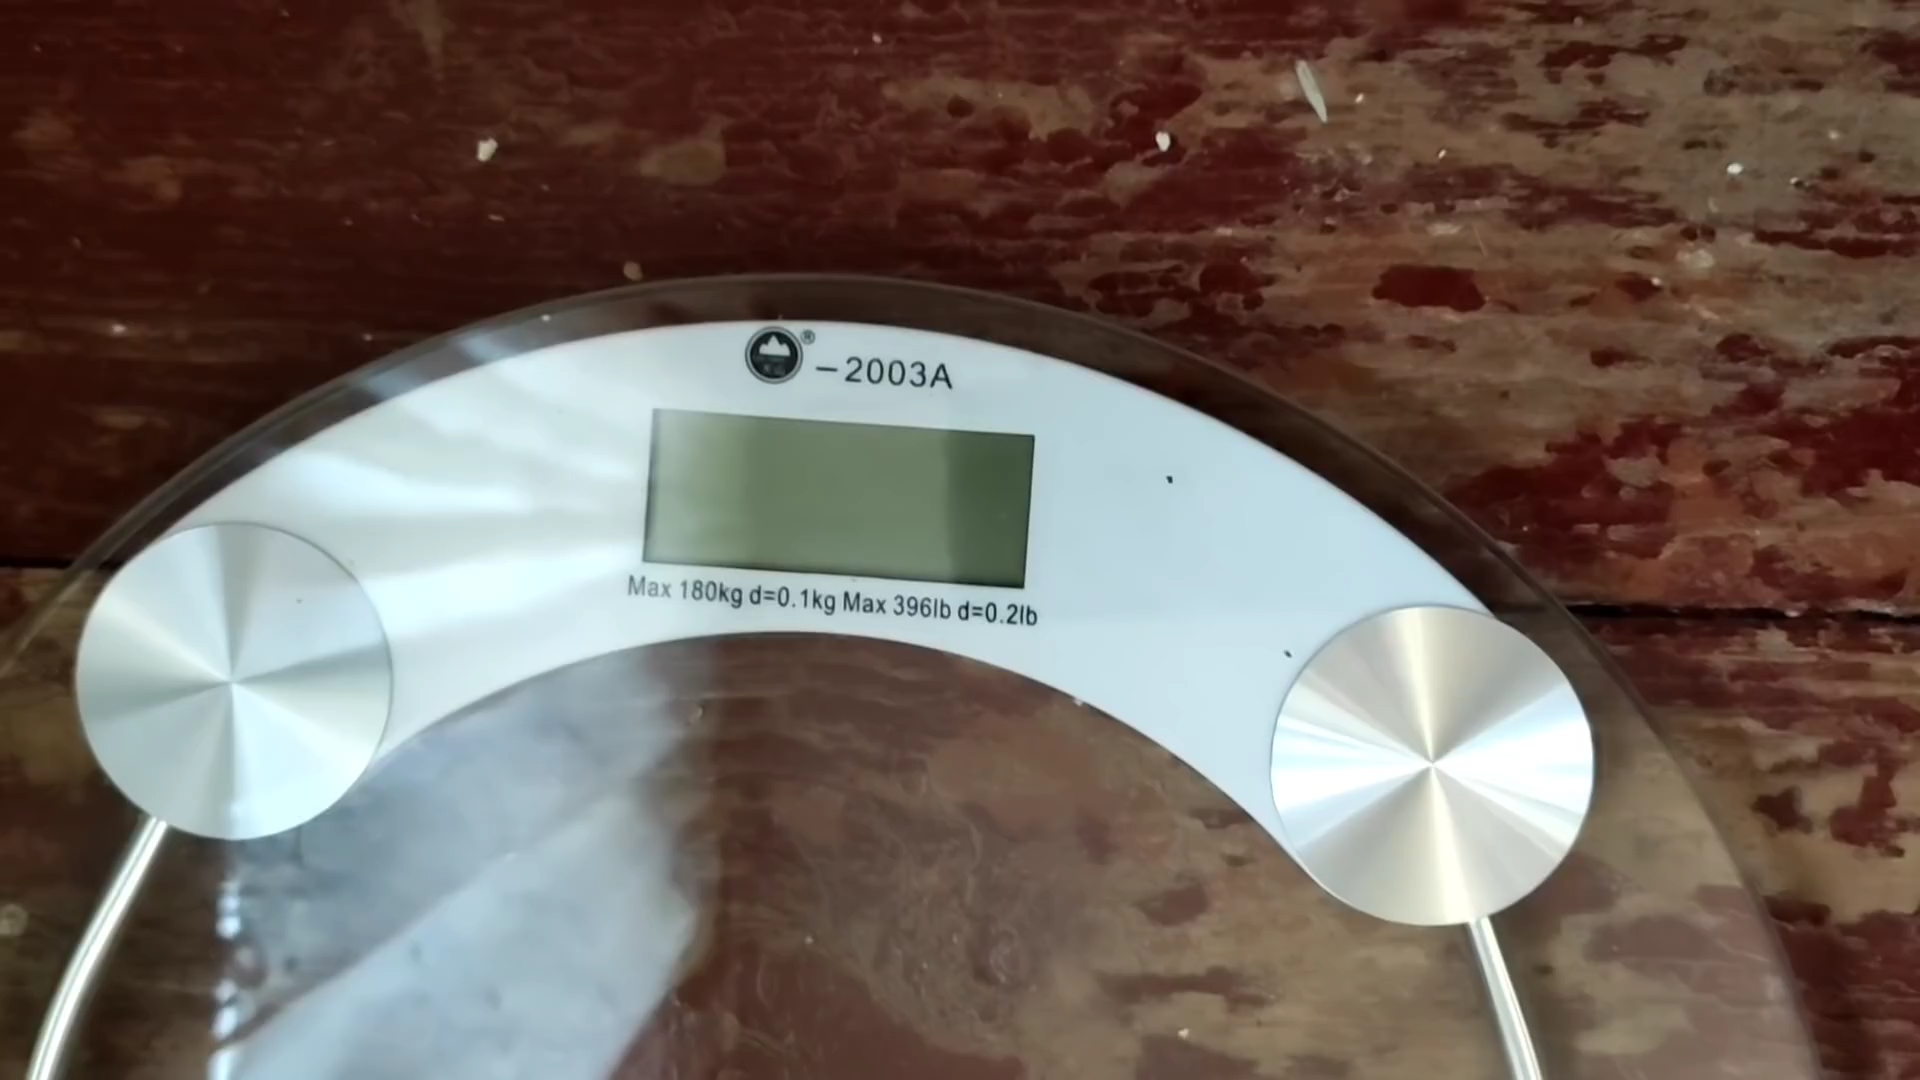 ® –2003A
Max 180kg d=0.1kg Max 396lb d=0.2lb